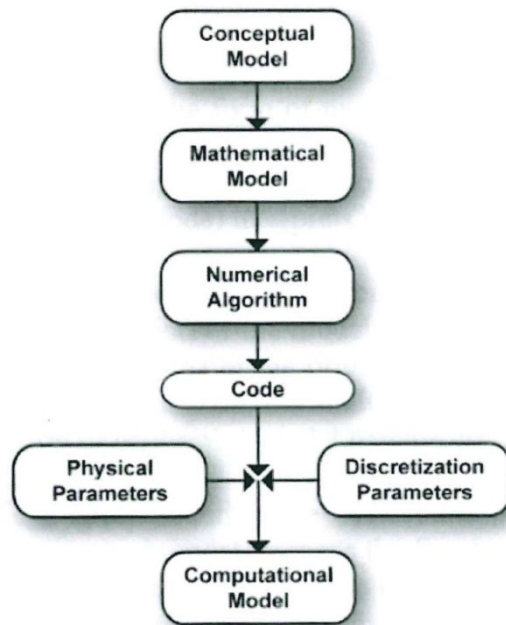 Conceptual
Model
Mathematical
Model
Numerical
Algorithm
Code
Physical
Parameters
Discretization
Parameters
Computational
Model